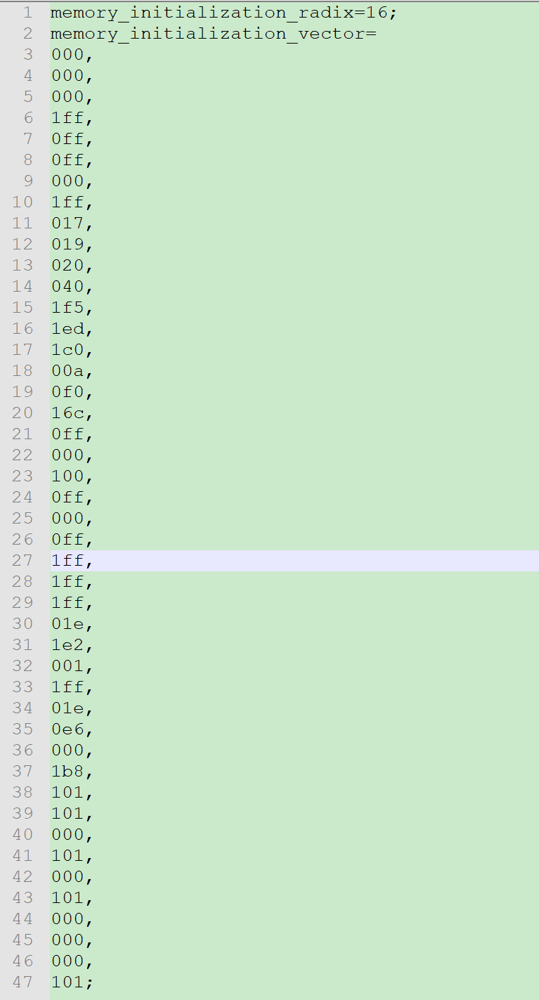 1 memory_initialization_radix=16;
2 memory_initialization_vector=
3 000,
4 000,
5 000,
6 1ff,
7 0ff,
8 0ff,
9 000,
10 1ff,
11 017,
12 019,
13 020,
14 040,
15 1f5,
16 1ed,
17 1c0,
18 00a,
19 0f0,
20 16c,
21 0ff,
22 000,
23 100,
24 0ff,
25 000,
26 0ff,
27 1ff,
28 1ff,
29 1ff,
30 01e,
31 1e2,
32 001,
33 1ff,
34 01e,
35 0e6,
36 000,
37 1b8,
38 101,
39 101,
40 000,
41 101,
42 000,
43 101,
44 000,
45 000,
46 000,
47 101;